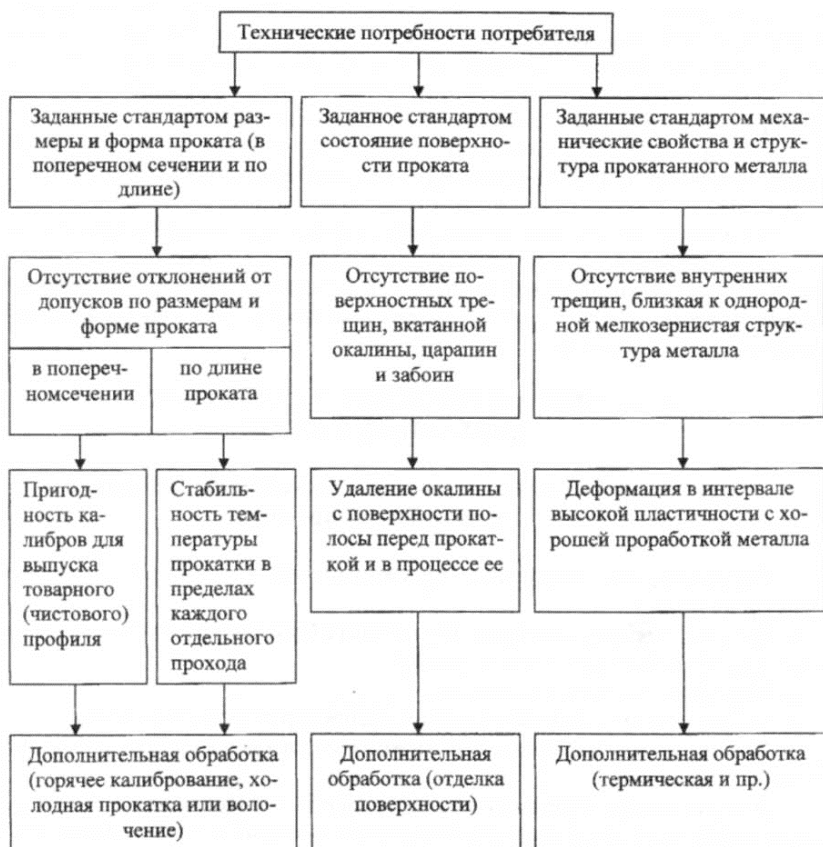 Технические потребности потребителя
Заданные стандартом раз-
меры и форма проката (в
поперечном сечении и по
длине)
Заданное стандартом
состояние поверхно-
сти проката
Заданные стандартом меха-
нические свойства и струк-
тура прокатанного металла
Отсутствие отклонений от
допусков по размерам и
форме проката
в попереч-
номсечении
по длине
проката
Отсутствие по-
верхностных тре-
щин, вкатанной
окалины, царапин
и забоин
Отсутствие внутренних
трещин, близкая к однород-
ной мелкозернистая струк-
тура металла
Пригод-
ность ка-
либров для
выпуска
товарного
(чистового)
профиля
Стабиль-
ность тем-
пературы
прокатки в
пределах
каждого
отдельного
прохода
Удаление окалины
с поверхности по-
лосы перед прокат-
кой и в процессе ее
Деформация в интервале
высокой пластичности с хо-
рошей проработкой металла
Дополнительная обработка
(горячее калибрование, хо-
лодная прокатка или воло-
чение)
Дополнительная
обработка (отделка
поверхности)
Дополнительная обработка
(термическая и пр.)